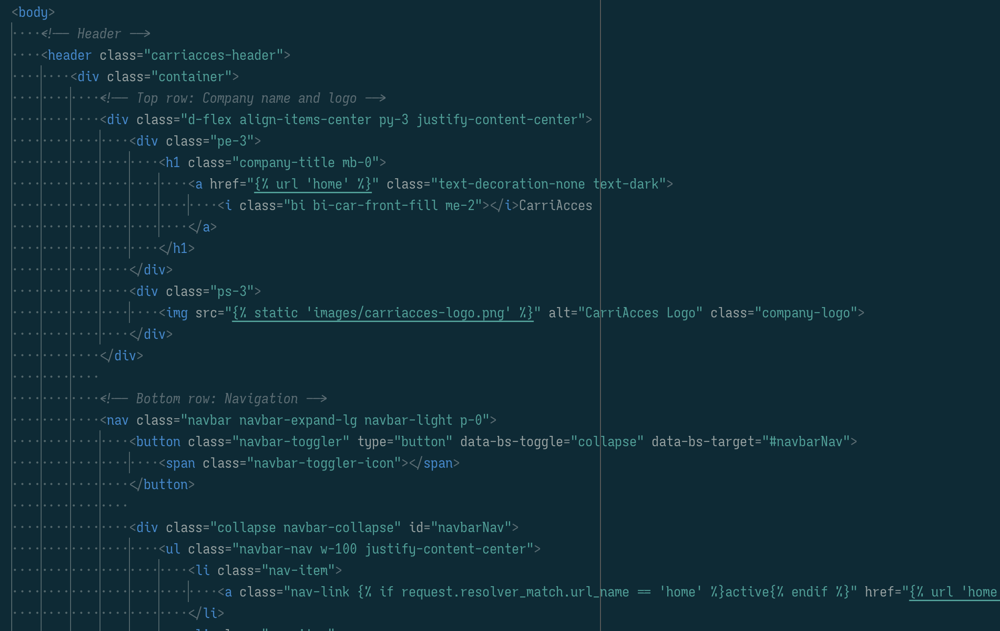 <body>
    <!-- Header -->
    <header class="carriacces-header">
        <div class="container">
            <!-- Top row: Company name and logo -->
            <div class="d-flex align-items-center py-3 justify-content-center">
                <div class="pe-3">
                    <h1 class="company-title mb-0">
                        <a href="{% url 'home' %}" class="text-decoration-none text-dark">
                            <i class="bi bi-car-front-fill me-2"></i>CarriAcces
                        </a>
                    </h1>
                </div>
                <div class="ps-3">
                    <img src="{% static 'images/carriacces-logo.png' %}" alt="CarriAcces Logo" class="company-logo">
                </div>
            </div>
            
            <!-- Bottom row: Navigation -->
            <nav class="navbar navbar-expand-lg navbar-light p-0">
                <button class="navbar-toggler" type="button" data-bs-toggle="collapse" data-bs-target="#navbarNav">
                    <span class="navbar-toggler-icon"></span>
                </button>
                
                <div class="collapse navbar-collapse" id="navbarNav">
                    <ul class="navbar-nav w-100 justify-content-center">
                        <li class="nav-item">
                            <a class="nav-link {% if request.resolver_match.url_name == 'home' %}active{% endif %}" href="{% url 'home
                        </li>